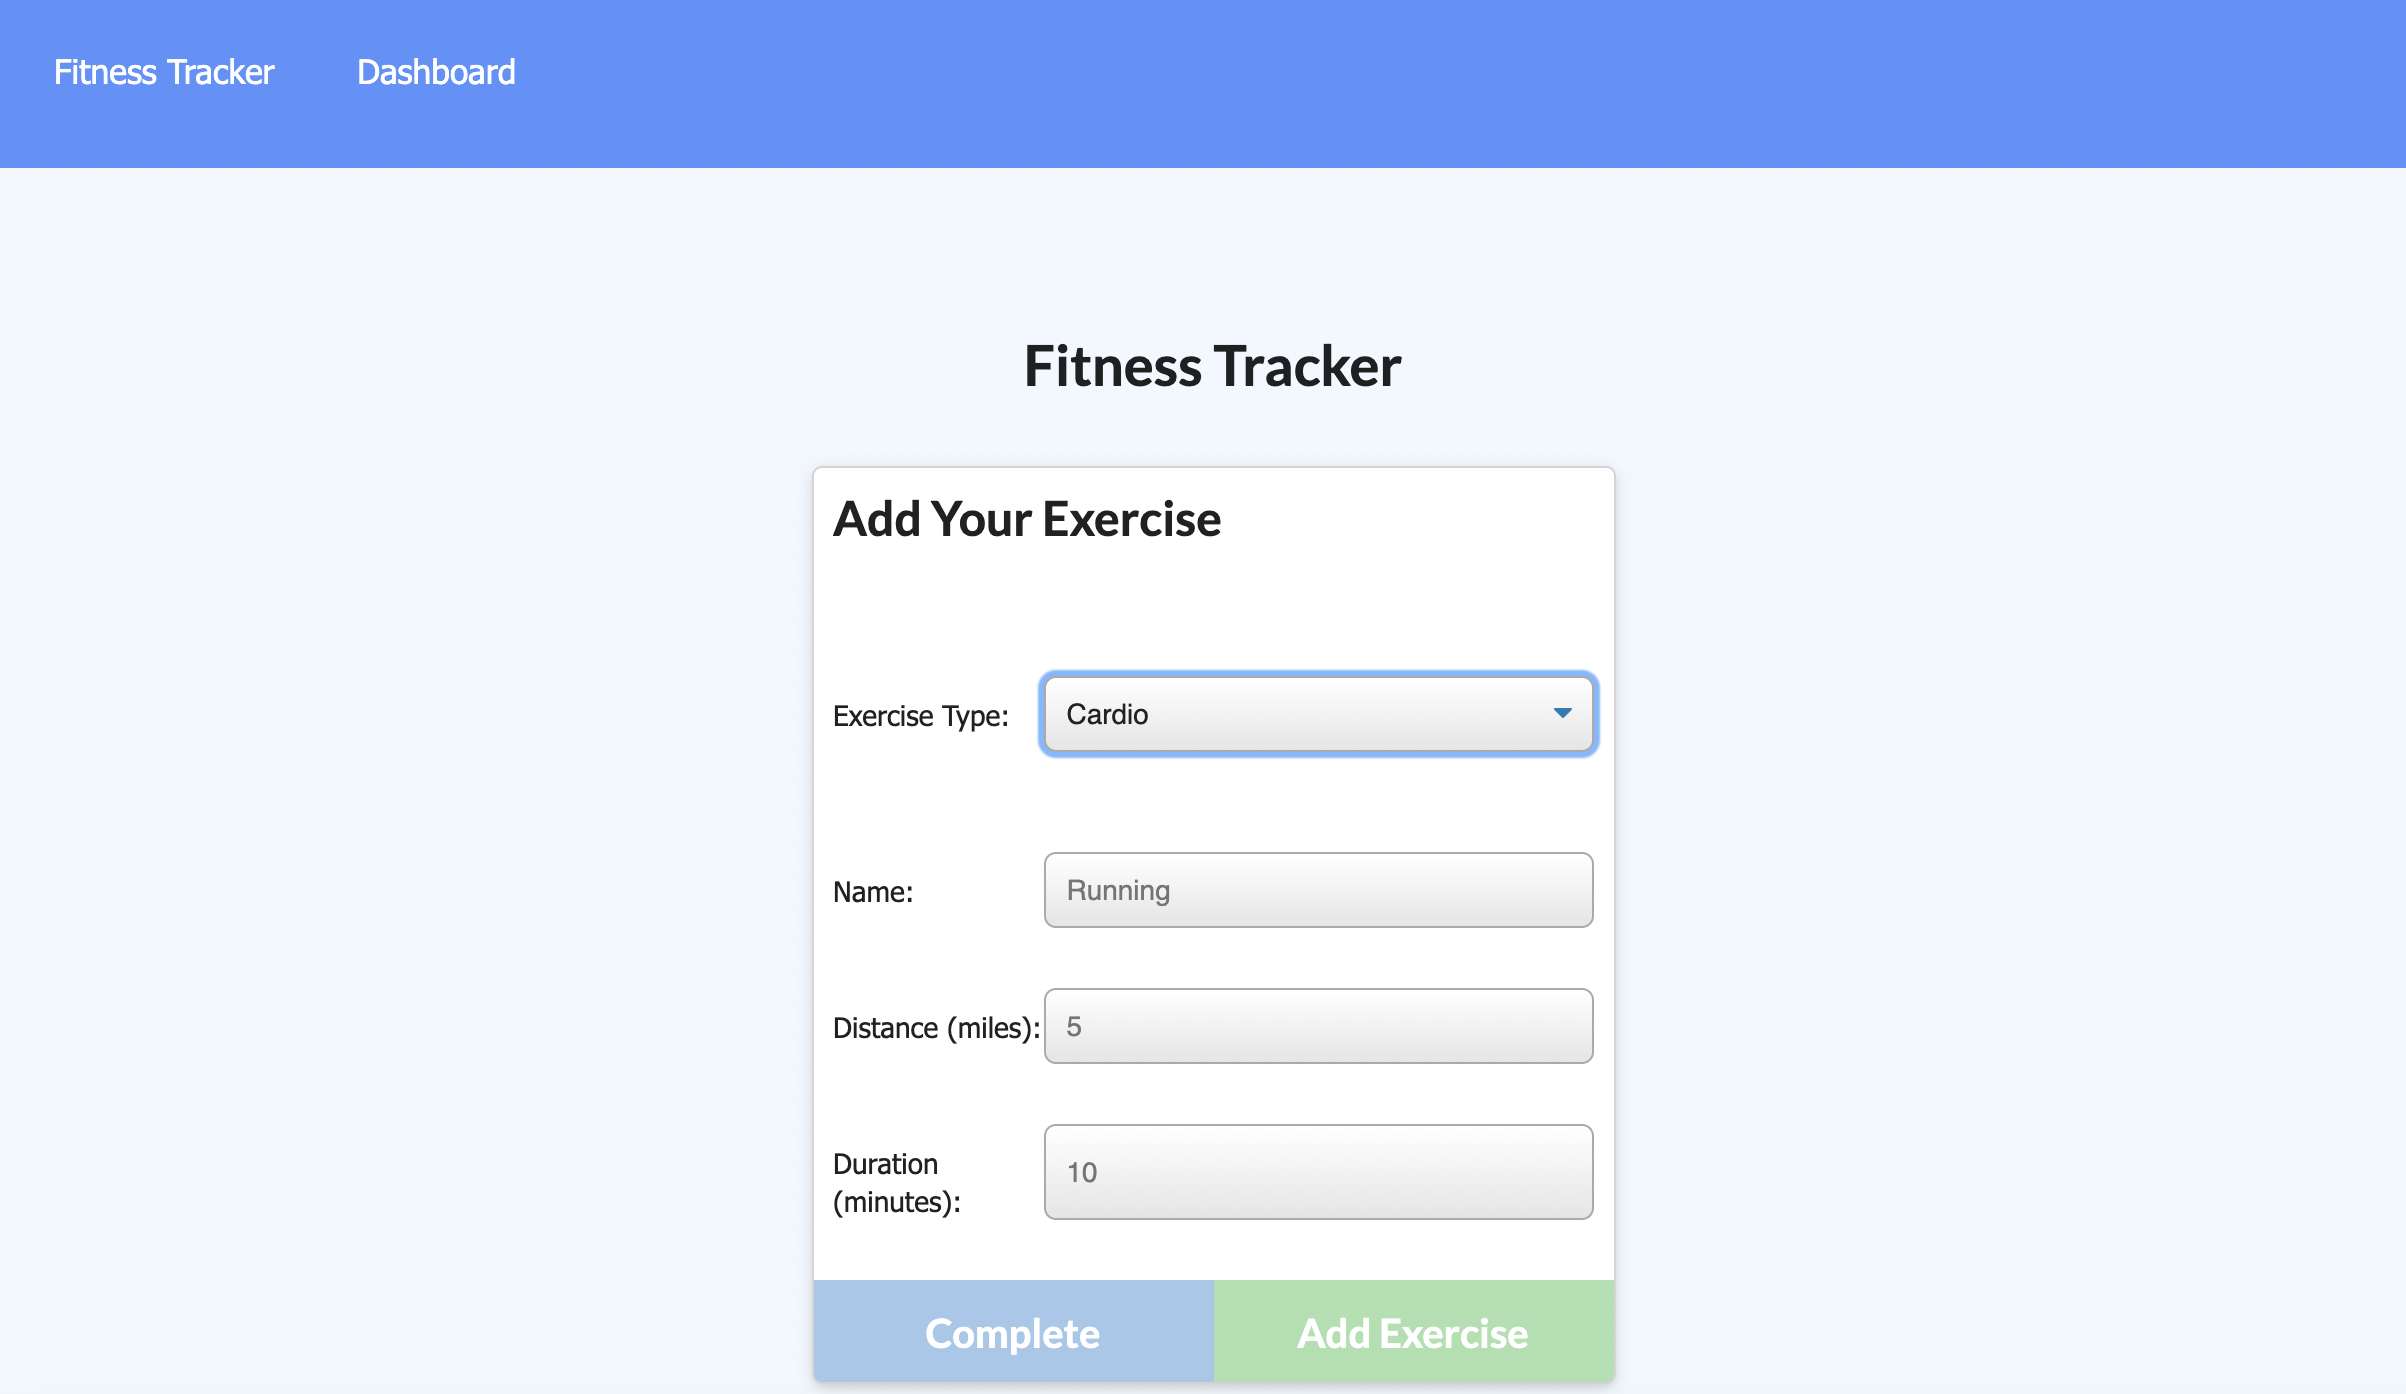 Fitness Tracker Dashboard
Fitness Tracker
Add Your Exercise
Exercise Type: Cardio
Name: Running
Distance (miles): 5
Duration
(minutes): 10
Complete Add Exercise